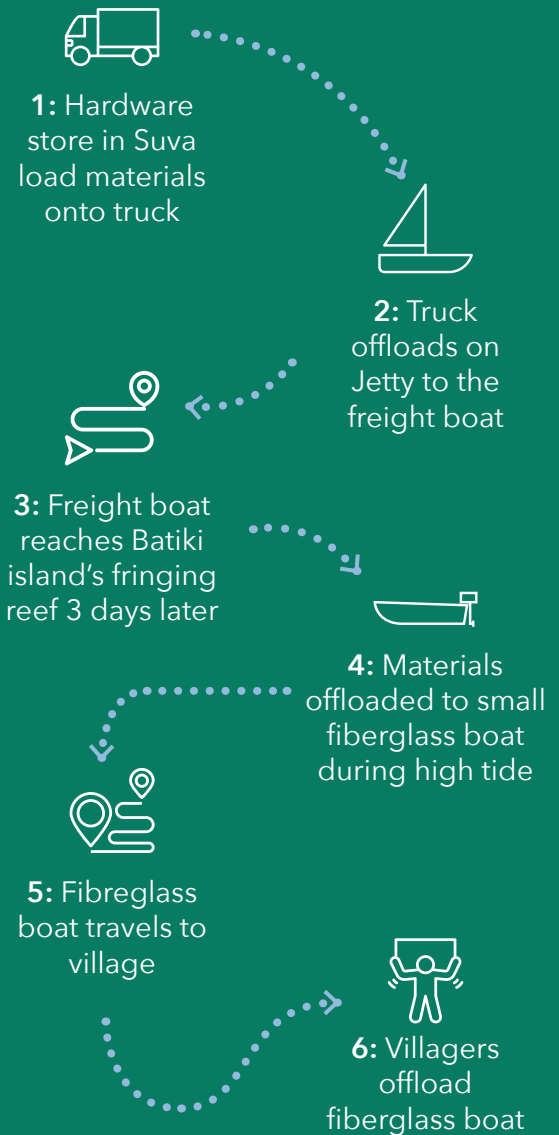 1: Hardware
store in Suva
load materials
onto truck
2: Truck
offloads on
Jetty to the
freight boat
3: Freight boat
reaches Batiki
island's fringing
reef 3 days later
4: Materials
offloaded to small
fiberglass boat
during high tide
5: Fibreglass
boat travels to
village
6: Villagers
offload
fiberglass boat